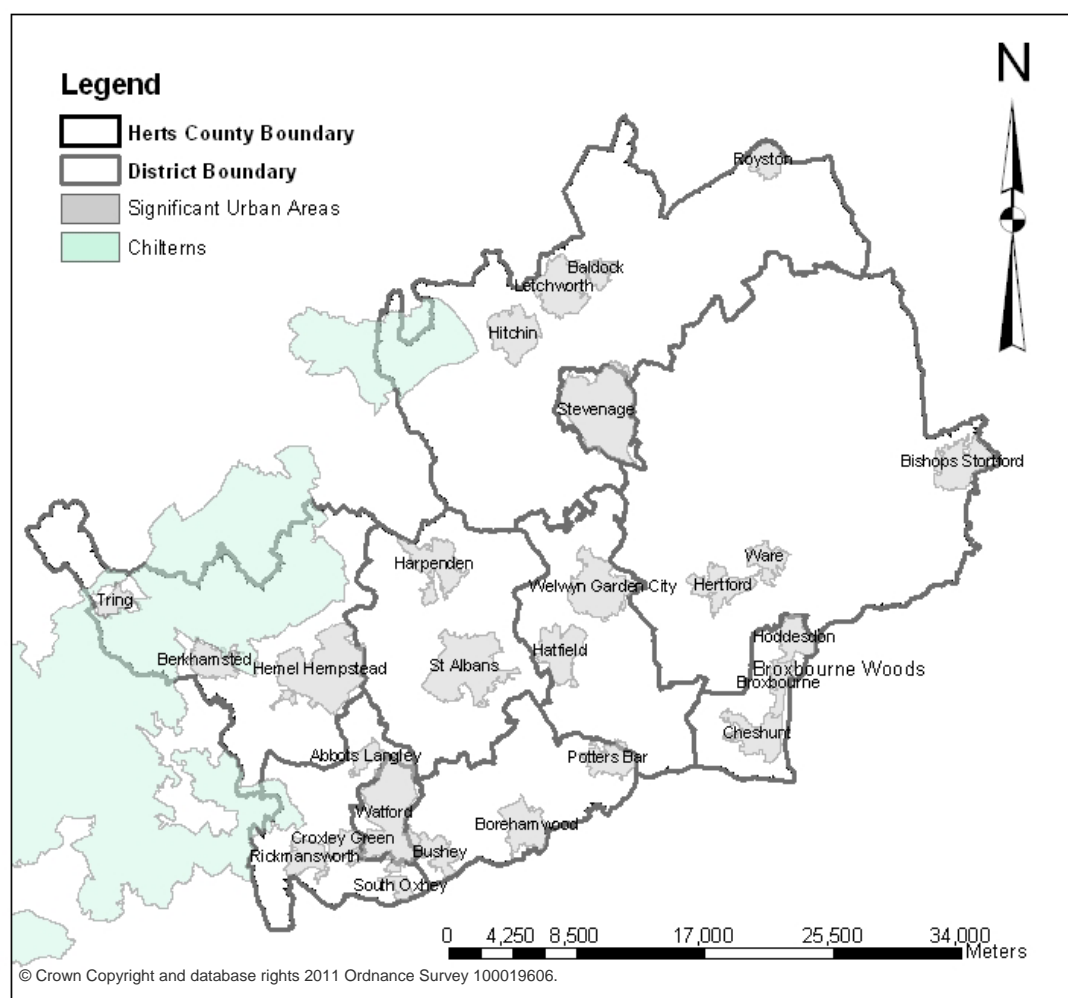 N
Legend
Herts County Boundary
District Boundary
Significant Urban Areas
Chilterns
Royston
Baldock
Letchworth
Hitchin
Stevenage
Bishops Stortford
Harpenden
Ware
Welwyn Garden City
Hertford
Tring
Hoddesdon
Hatfield
Berkhamsted
Hemel Hempstead
St Albans
Broxbourne Woods
Broxbourne
Cheshunt
Abbots Langley
Potters Bar
Watford
Borehamwood
Croxley Green
Bushey
Rickmansworth
South Oxhey
0 4,250 8,500 17,000 25,500 34,000
Meters
© Crown Copyright and database rights 2011 Ordnance Survey 100019606.